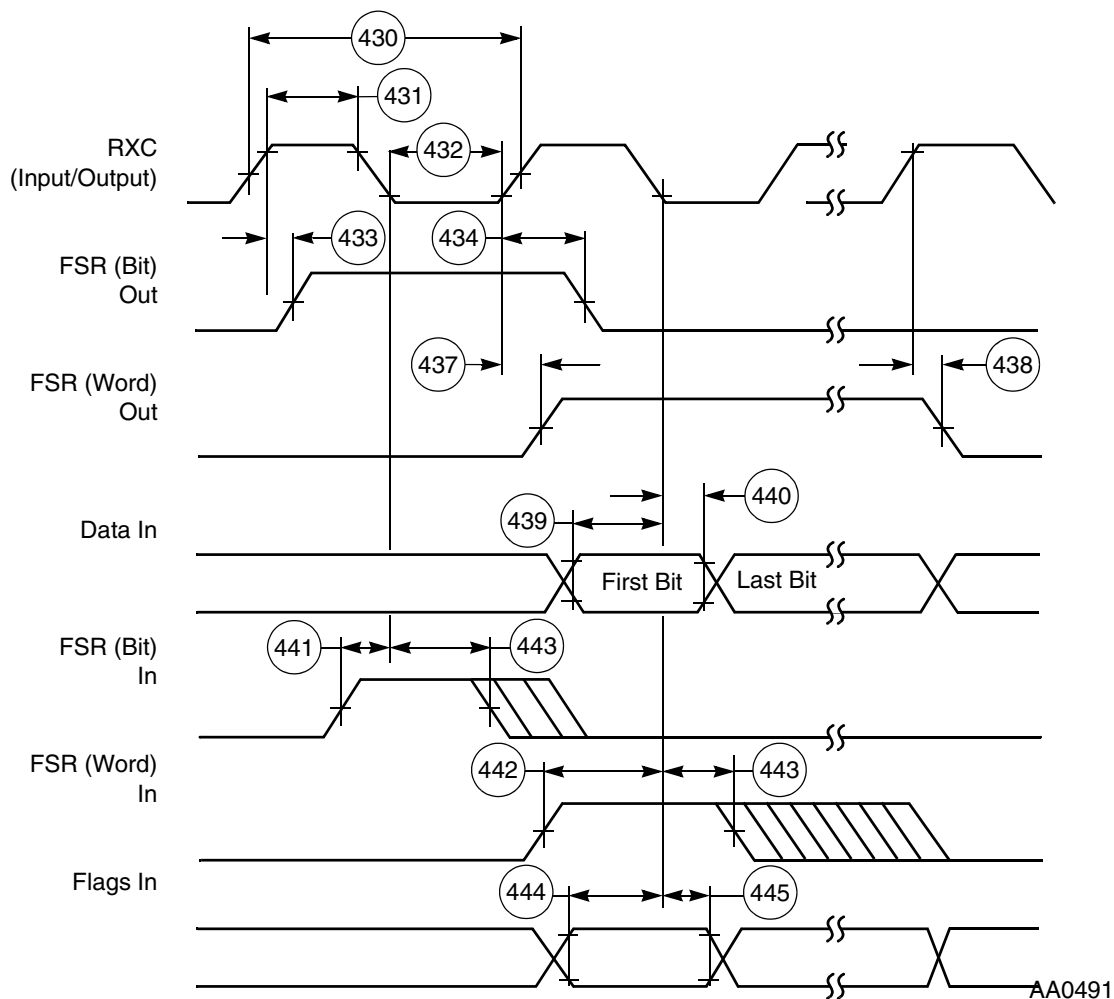 430
431
RXC
(Input/Output)
432
433
434
FSR (Bit)
Out
437
438
FSR (Word)
Out
439
440
Data In
First Bit
Last Bit
FSR (Bit)
In
441
443
FSR (Word)
In
442
443
Flags In
444
445
AA0491